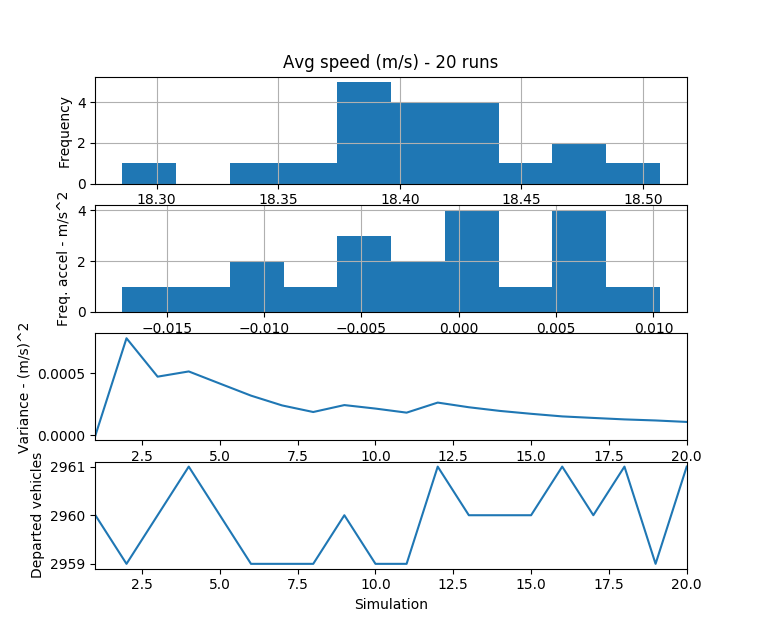 Avg speed (m/s) - 20 runs
Frequency
4
2
0
18.30 18.35 18.40 18.45 18.50
Freq. accel - m/s^2
4
2
0
−0.015 −0.010 −0.005 0.000 0.005 0.010
Variance - (m/s)^2
0.0005
0.0000
2.5 5.0 7.5 10.0 12.5 15.0 17.5 20.0
Departed vehicles
2961
2960
2959
2.5 5.0 7.5 10.0 12.5 15.0 17.5 20.0
Simulation